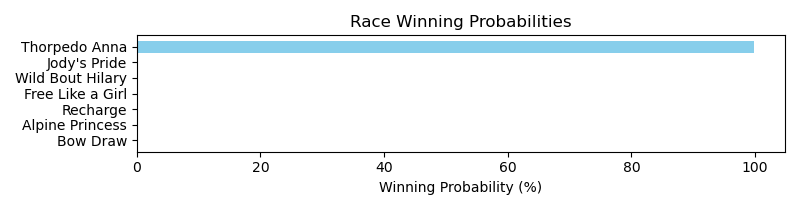 Race Winning Probabilities
Thorpedo Anna
Jody's Pride
Wild Bout Hilary
Free Like a Girl
Recharge
Alpine Princess
Bow Draw
0 20 40 60 80 100
Winning Probability (%)